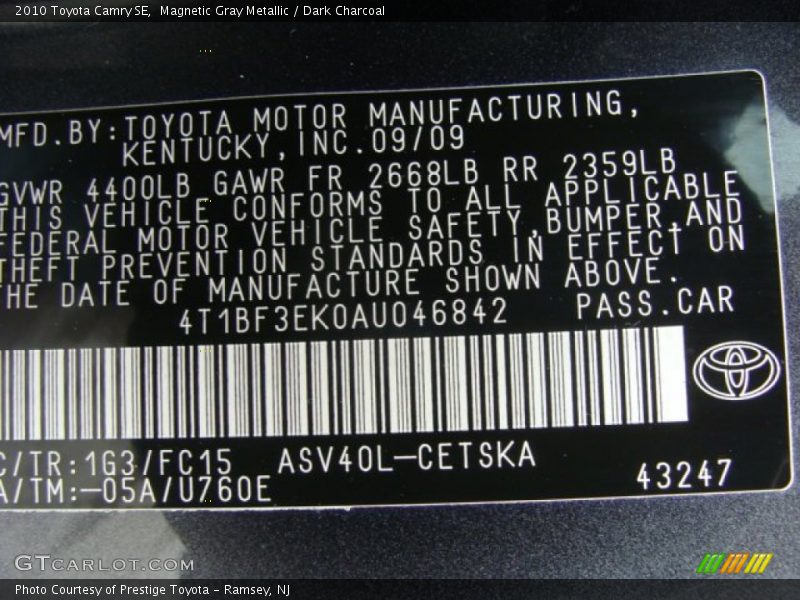 2010 Toyota Camry SE, Magnetic Gray Metallic / Dark Charcoal
MFD.BY:TOYOTA MOTOR MANUFACTURING,
KENTUCKY,INC.09/09
GVWR 4400LB GAWR FR 2668LB RR 2359LB
THIS VEHICLE CONFORMS TO ALL APPLICABLE
FEDERAL MOTOR VEHICLE SAFETY,BUMPER,AND
THEFT PREVENTION STANDARDS IN EFFECT ON
THE DATE OF MANUFACTURE SHOWN ABOVE.
4T1BF3EK0AU046842 PASS.CAR
C/TR:1G3/FC15 ASV40L-CETSKA
A/TM:-05A/U760E 43247
GTCARLOT.COM
Photo Courtesy of Prestige Toyota - Ramsey, NJ